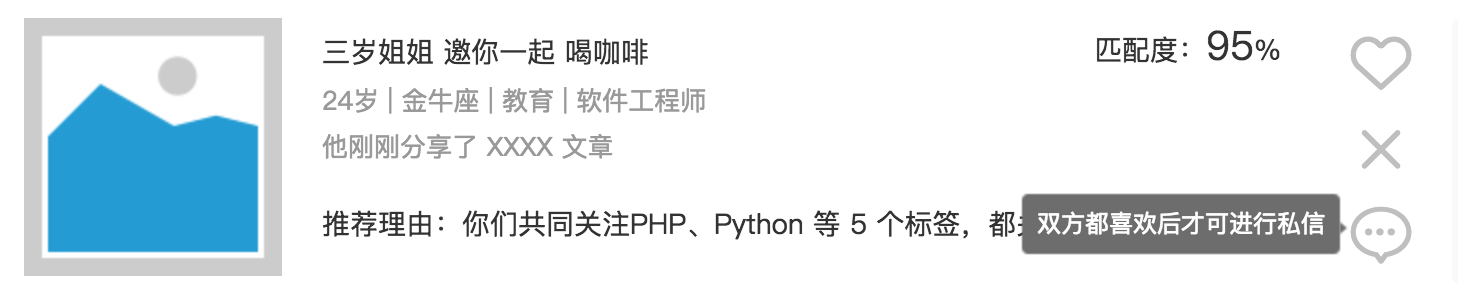 三岁姐姐 邀你一起 喝咖啡
匹配度：95%
24岁 | 金牛座 | 教育 | 软件工程师
他刚刚分享了 XXXX 文章
推荐理由：你们共同关注PHP、Python 等 5 个标签，都
双方都喜欢后才可进行私信